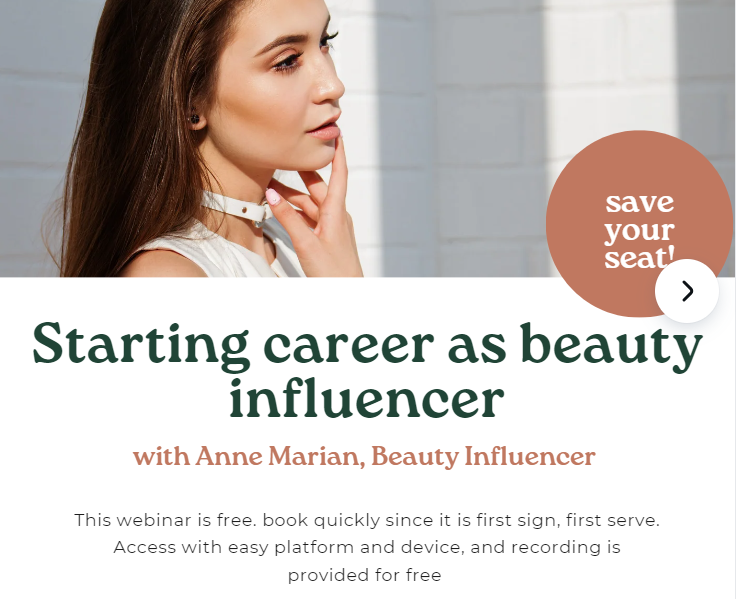 save
your
seat!
Starting career as beauty
influencer
with Anne Marian, Beauty Influencer
This webinar is free. book quickly since it is first sign, first serve.
Access with easy platform and device, and recording is
provided for free